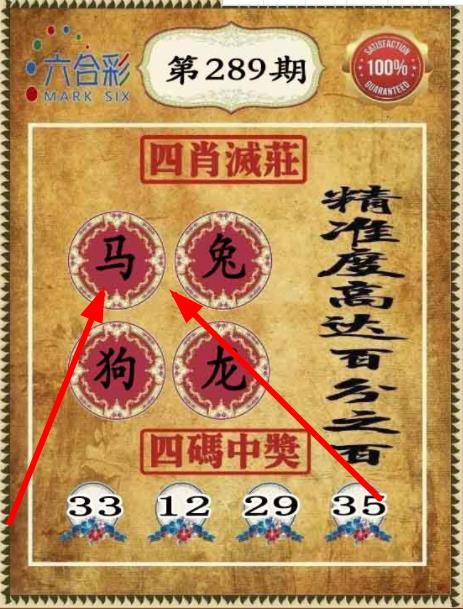 六合彩
MARK SIX
第289期
SATISFACTION
100%
GUARANTEED
四肖滅莊
马 兔
狗 龙
精准度高达百分之百
四碼中獎
33 12 29 35